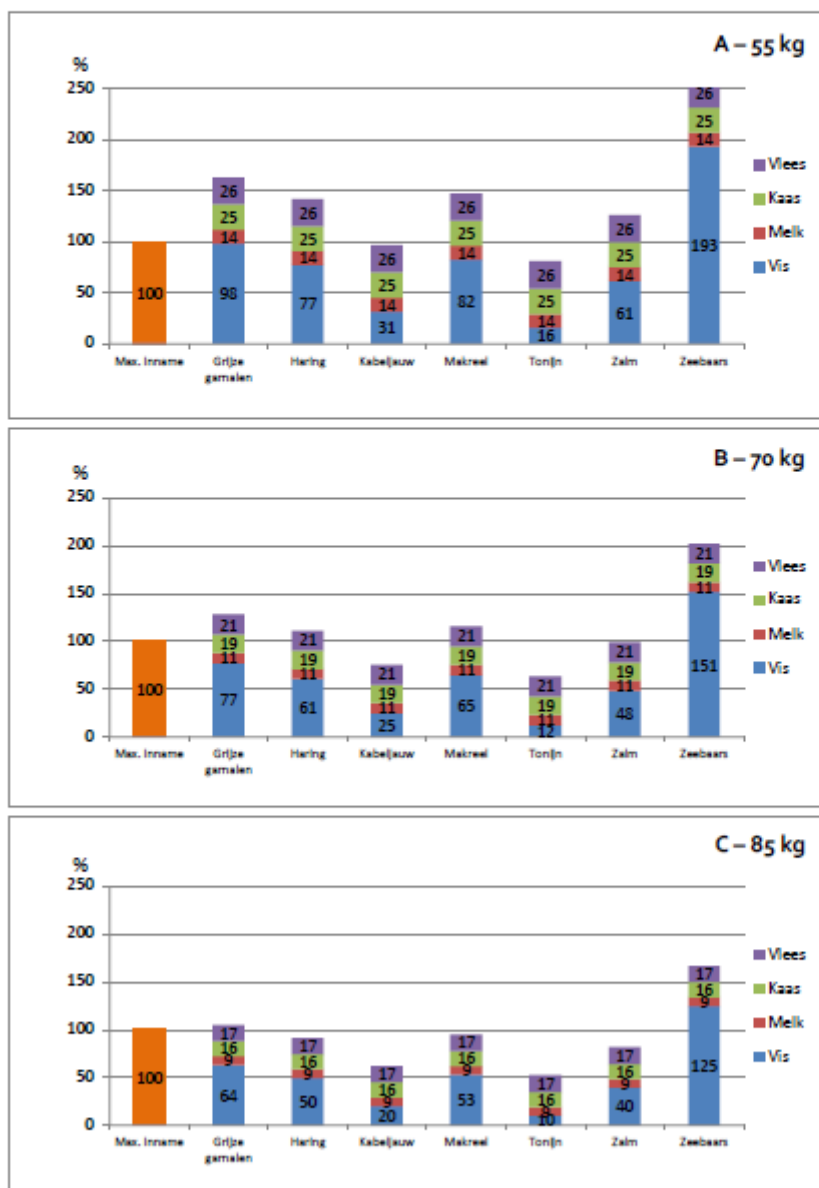 A – 55 kg
%
250
200
150
100
50
0
100
98
14
25
26
77
14
25
26
31
14
25
26
82
14
25
26
16
14
25
26
61
14
25
26
193
14
25
26
Max. Inname
Grijze garnalen
Haring
Kabeljauw
Makreel
Tonijn
Zalm
Zeebaars
Vlees
Kaas
Melk
Vis
B – 70 kg
%
250
200
150
100
50
0
100
77
11
19
21
61
11
19
21
25
11
19
21
65
11
19
21
12
11
19
21
48
11
19
21
151
11
19
21
Max. Inname
Grijze garnalen
Haring
Kabeljauw
Makreel
Tonijn
Zalm
Zeebaars
Vlees
Kaas
Melk
Vis
C – 85 kg
%
250
200
150
100
50
0
100
64
9
16
17
50
9
16
17
20
9
16
17
53
9
16
17
10
9
16
17
40
9
16
17
125
9
16
17
Max. Inname
Grijze garnalen
Haring
Kabeljauw
Makreel
Tonijn
Zalm
Zeebaars
Vlees
Kaas
Melk
Vis